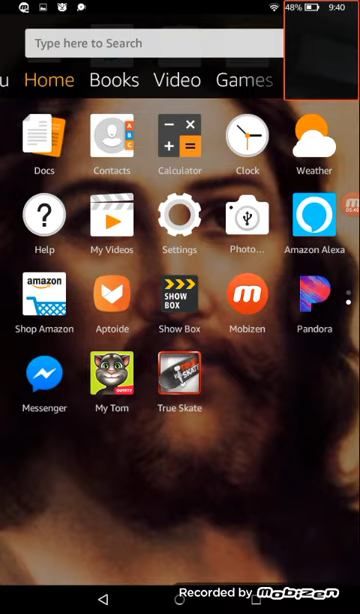 48% 9:40
Type here to Search
u Home Books Video Games
Docs Contacts Calculator Clock Weather
Help My Videos Settings Photo... Amazon Alexa
amazon
SHOW
BOX
Shop Amazon Aptoide Show Box Mobizen Pandora
Messenger My Tom True Skate
Recorded by Mobizen